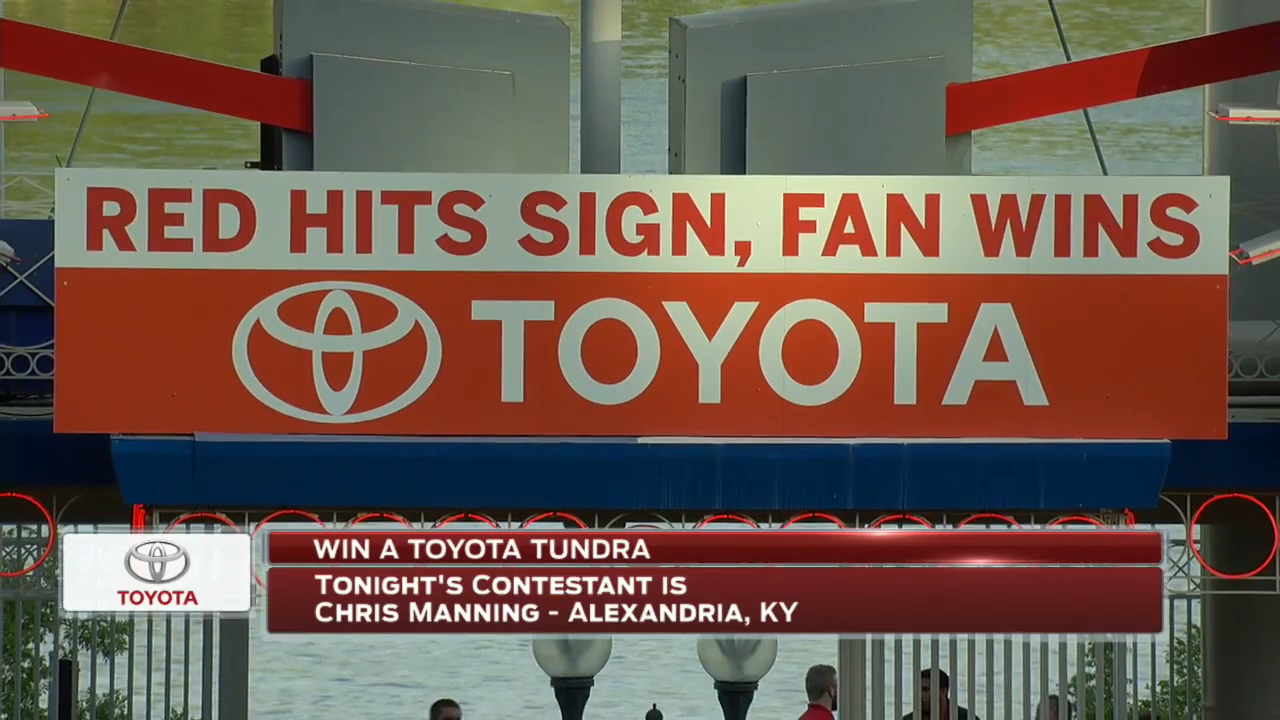 RED HITS SIGN, FAN WINS
TOYOTA
WIN A TOYOTA TUNDRA
TOYOTA
TONIGHT'S CONTESTANT IS
CHRIS MANNING - ALEXANDRIA, KY